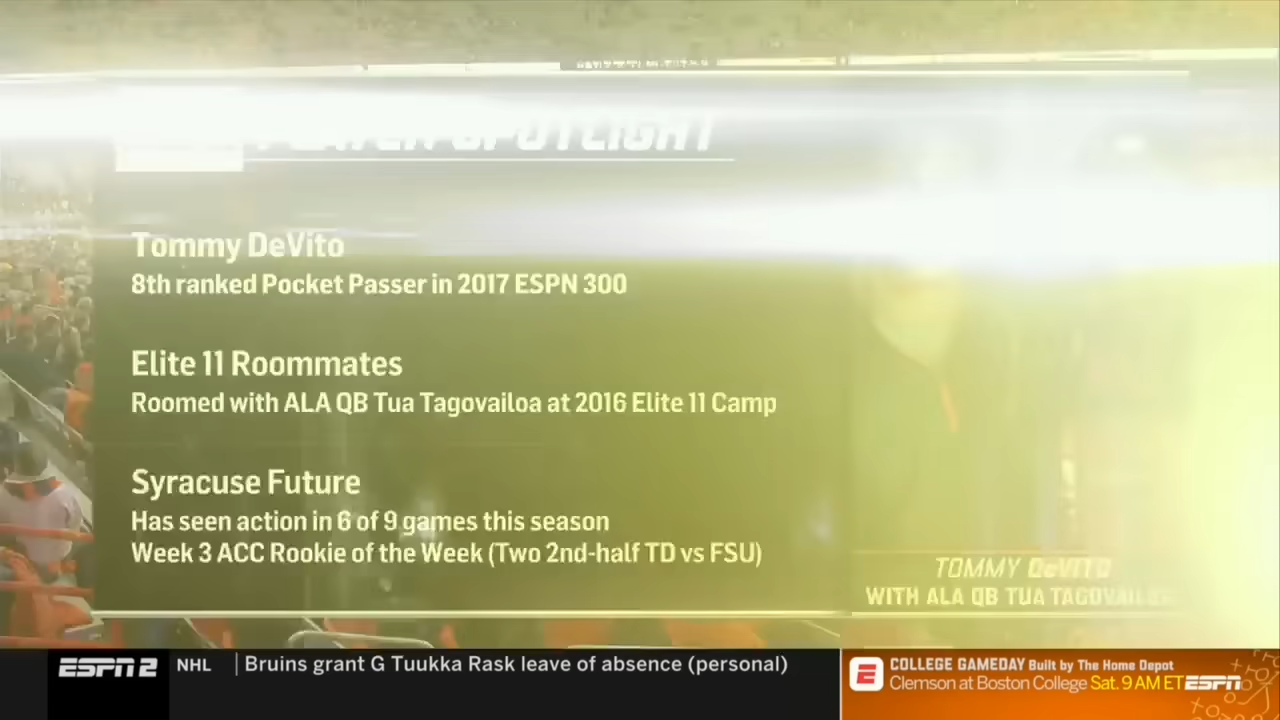 PLAYER SPOTLIGHT
Tommy DeVito
8th ranked Pocket Passer in 2017 ESPN 300
Elite 11 Roommates
Roomed with ALA QB Tua Tagovailoa at 2016 Elite 11 Camp
Syracuse Future
Has seen action in 6 of 9 games this season
Week 3 ACC Rookie of the Week (Two 2nd-half TD vs FSU)
TOMMY DeVITO
WITH ALA QB TUA TAGOVAILOA
ESPN2 NHL Bruins grant G Tuukka Rask leave of absence (personal)
E COLLEGE GAMEDAY Built by The Home Depot
Clemson at Boston College Sat. 9 AM ET ESPN